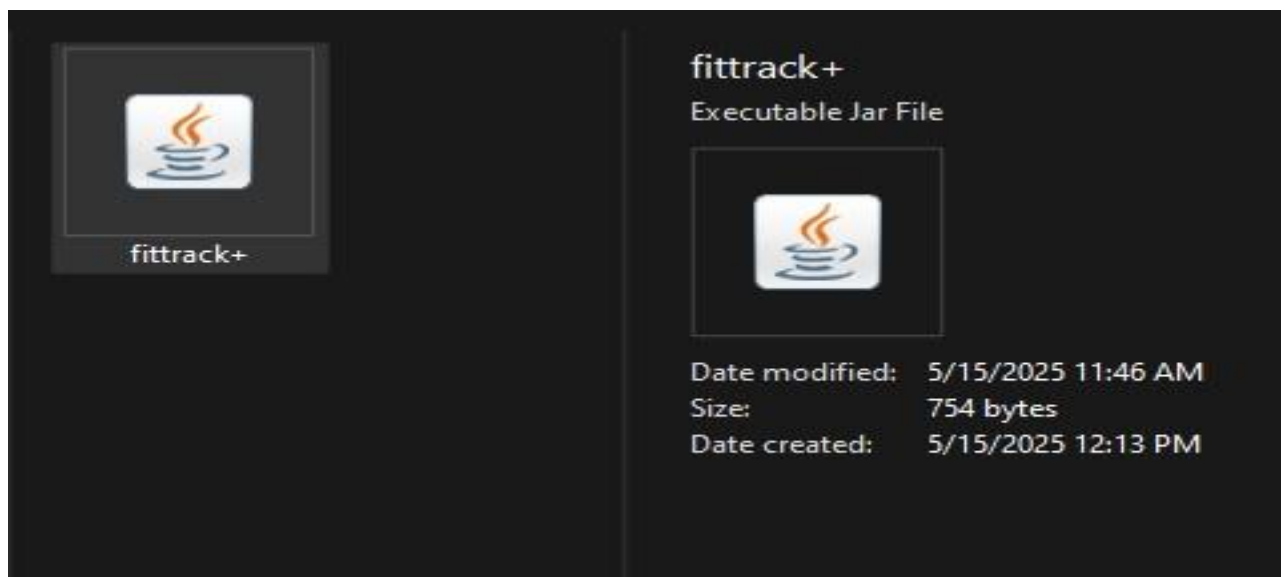 fittrack+
fittrack+
Executable Jar File
Date modified: 5/15/2025 11:46 AM
Size: 754 bytes
Date created: 5/15/2025 12:13 PM